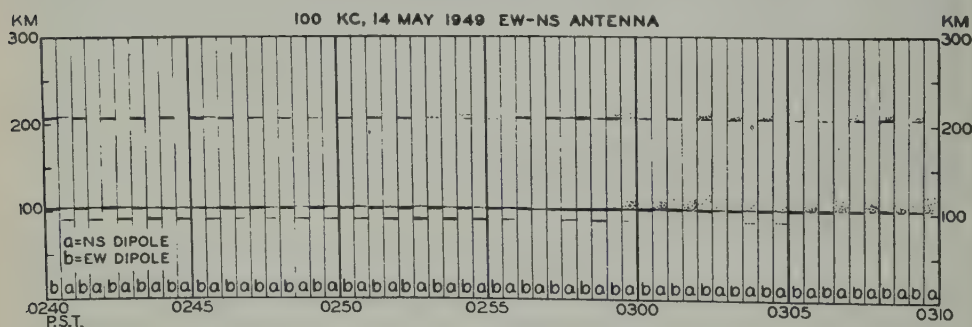 100 KC, 14 MAY 1949 EW-NS ANTENNA
KM KM
300 300
200 200
100 100
a=NS DIPOLE
b=EW DIPOLE
b a b a b a b a b a b a b a b a b a b a b a b a b a b a b a b a b a b a b a b a b a b a b a b a b a b a b a b a b a b a
0240 0245 0250 0255 0300 0305 0310
P.S.T.